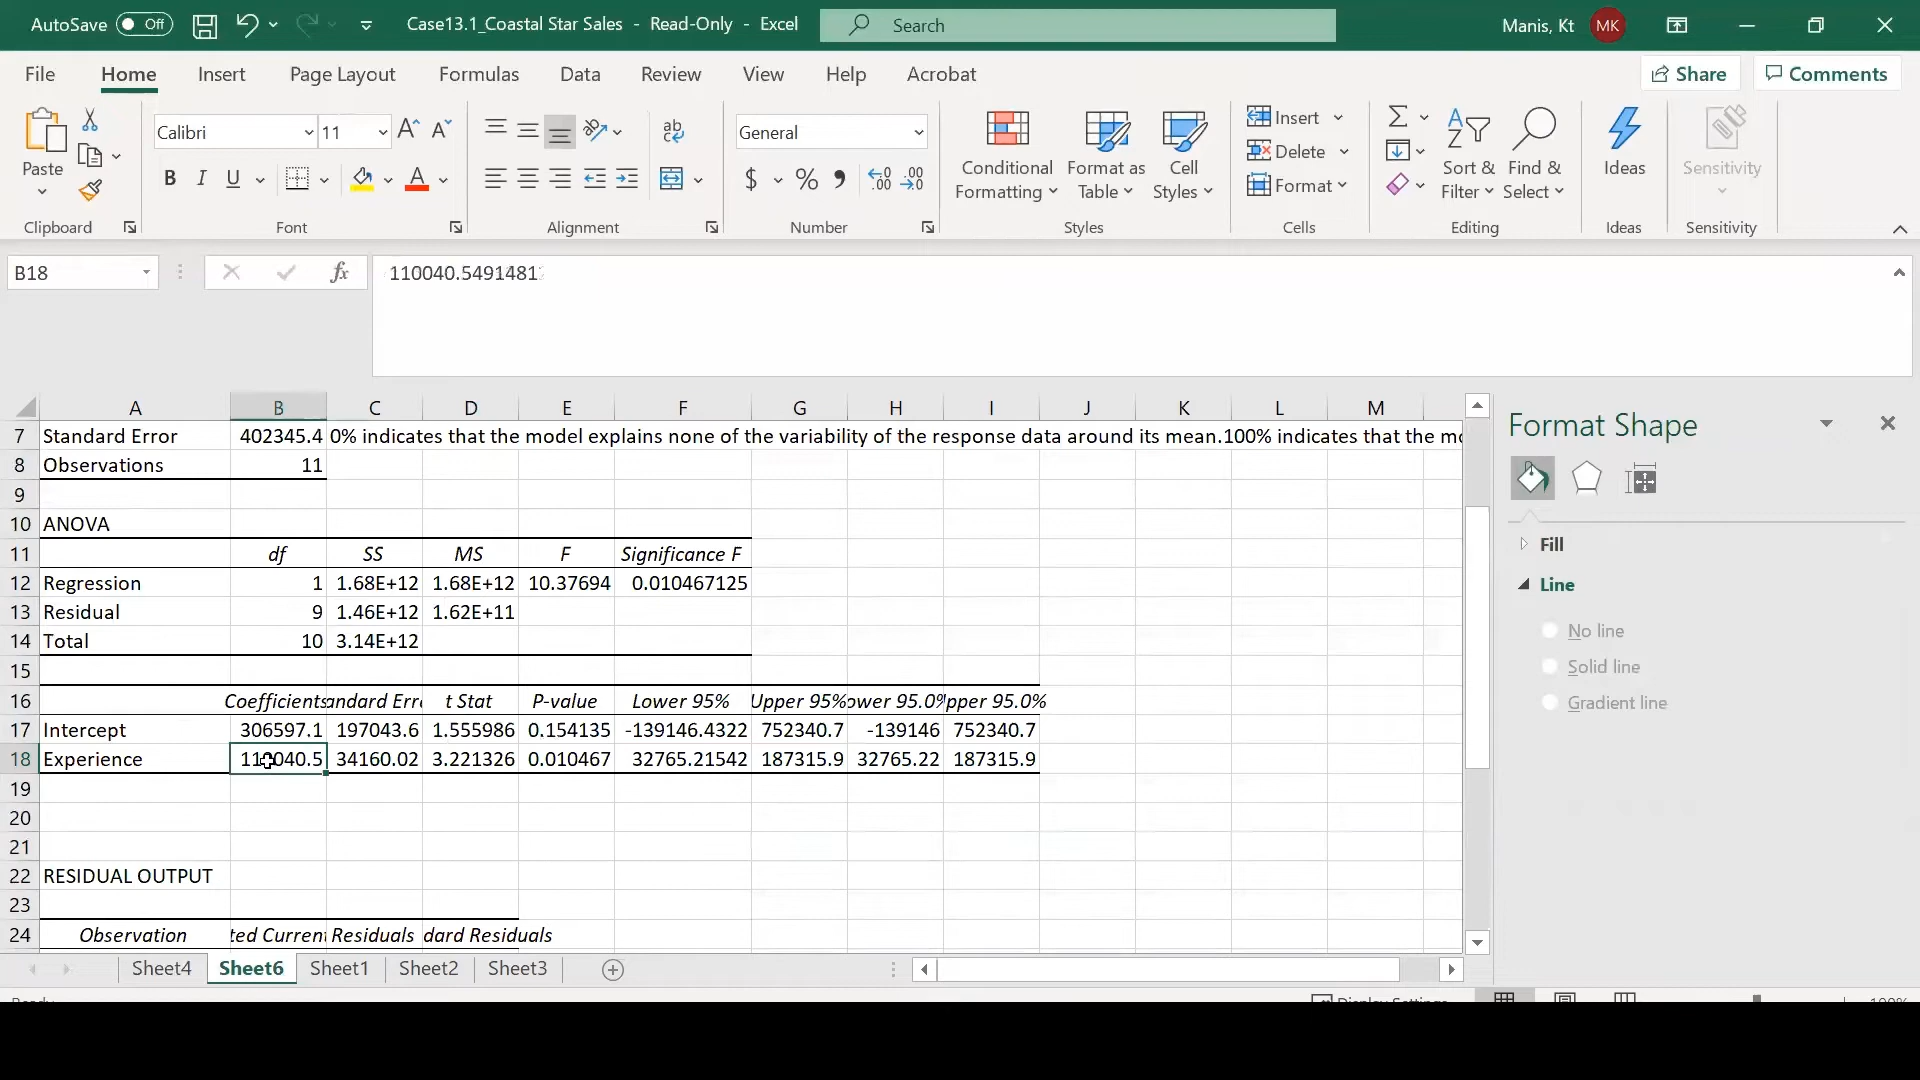 AutoSave Off Case13.1_Coastal Star Sales - Read-Only - Excel Search Manis, Kt MK
File Home Insert Page Layout Formulas Data Review View Help Acrobat Share Comments
Calibri 11 General Insert
Paste Conditional Format as Cell Delete Sort & Find & Ideas Sensitivity
B I U $ % Formatting Table Styles Format Filter Select
Clipboard Font Alignment Number Styles Cells Editing Ideas Sensitivity
B18 fx 110040.5491481
A B C D E F G H I J K L M
7 Standard Error 402345.4 0% indicates that the model explains none of the variability of the response data around its mean.100% indicates that the mo
8 Observations 11
9
10 ANOVA
11 df SS MS F Significance F
12 Regression 1 1.68E+12 1.68E+12 10.37694 0.010467125
13 Residual 9 1.46E+12 1.62E+11
14 Total 10 3.14E+12
15
16 Coefficients andard Erro t Stat P-value Lower 95% Upper 95% ower 95.0% pper 95.0%
17 Intercept 306597.1 197043.6 1.555986 0.154135 -139146.4322 752340.7 -139146 752340.7
18 Experience 110040.5 34160.02 3.221326 0.010467 32765.21542 187315.9 32765.22 187315.9
19
20
21
22 RESIDUAL OUTPUT
23
24 Observation ted Current Residuals dard Residuals
Sheet4 Sheet6 Sheet1 Sheet2 Sheet3
Format Shape
Fill
Line
No line
Solid line
Gradient line